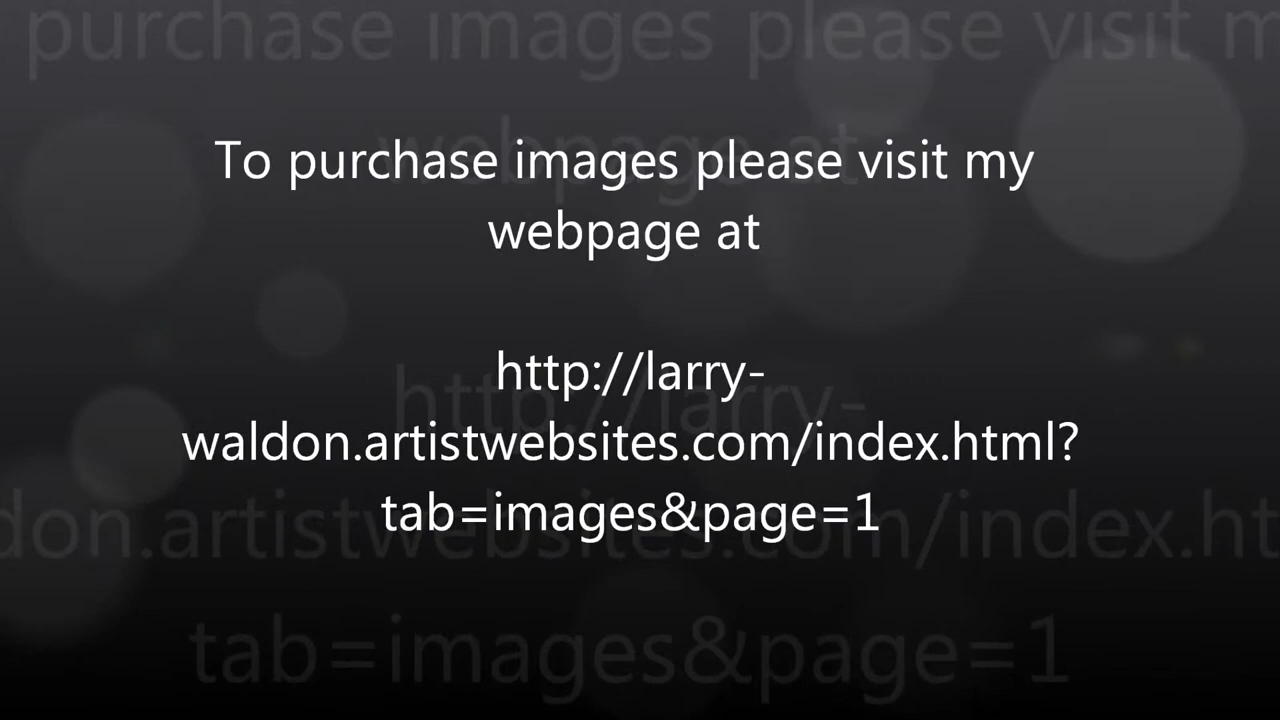 To purchase images please visit my
webpage at
http://larry-
waldon.artistwebsites.com/index.html?
tab=images&page=1